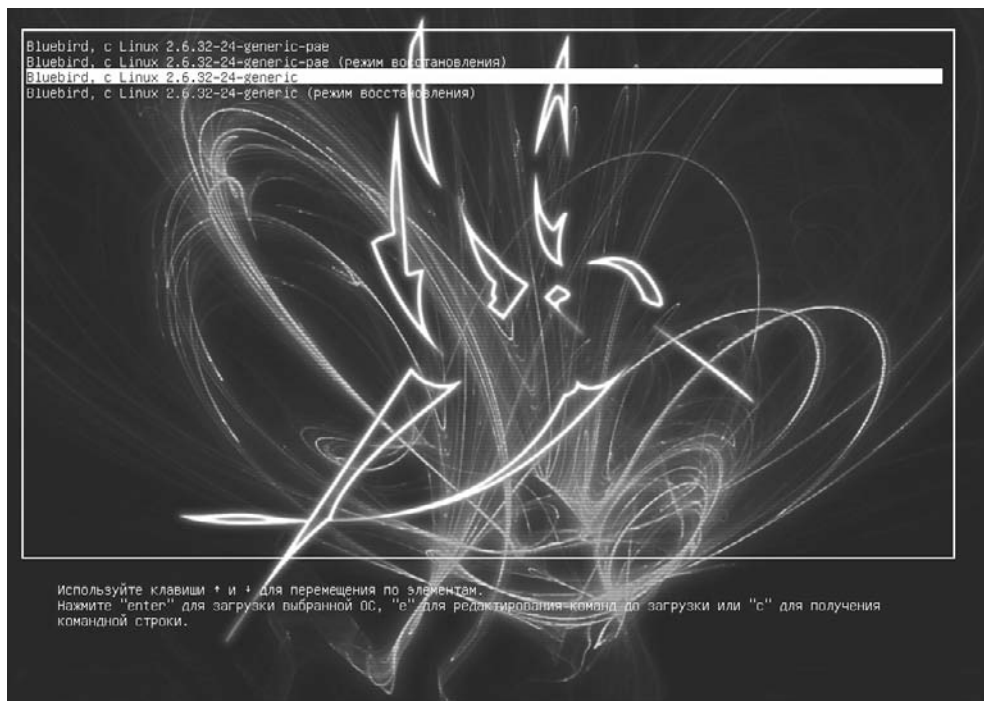 Bluebird, с Linux 2.6.32-24-generic-pae
Bluebird, с Linux 2.6.32-24-generic-pae (режим восстановления)
Bluebird, с Linux 2.6.32-24-generic
Bluebird, с Linux 2.6.32-24-generic (режим восстановления)
Используйте клавиши ↑ и ↓ для перемещения по элементам.
Нажмите "enter" для загрузки выбранной ОС, "e" для редактирования команд до загрузки или "c" для получения
командной строки.